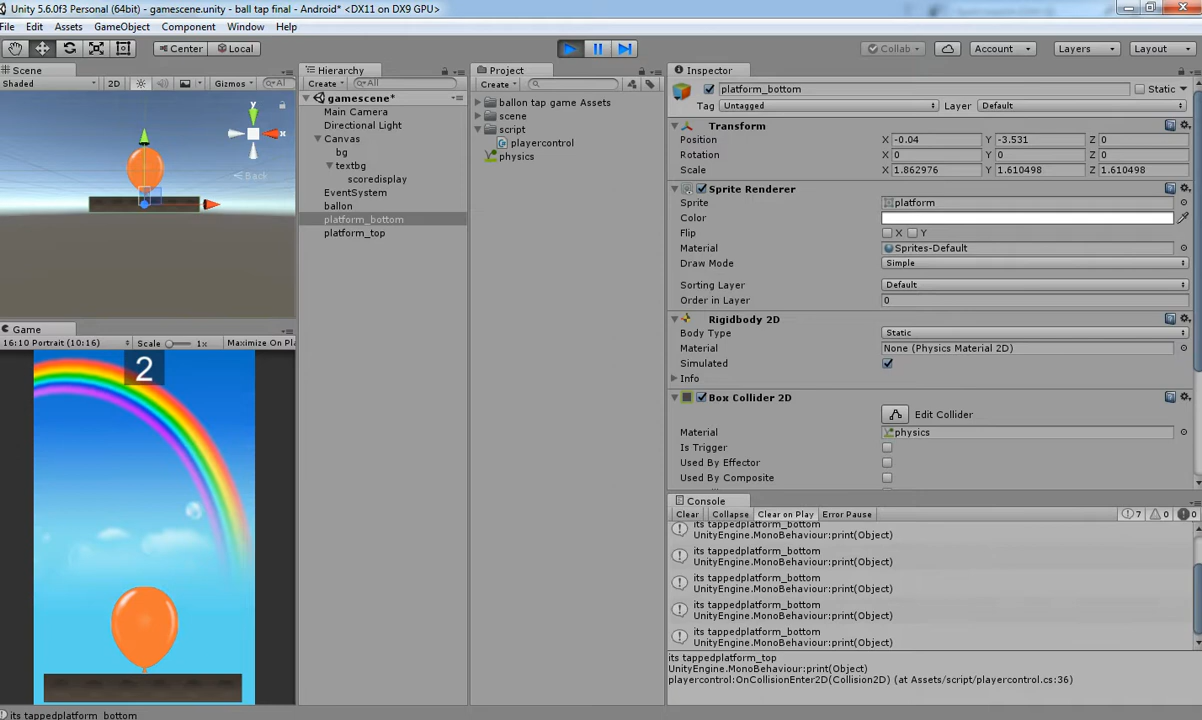 Unity 5.6.0f3 Personal (64bit) - gamescene.unity - ball tap final - Android* <DX11 on DX9 GPU>
File Edit Assets GameObject Component Window Help
Center Local Collab Account Layers Layout
Scene
Shaded 2D Gizmos All
y
x
Back
Game
16:10 Portrait (10:16) Scale 1x Maximize On Pl
2
Hierarchy
Create All
gamescene*
Main Camera
Directional Light
Canvas
bg
textbg
scoredisplay
EventSystem
ballon
platform_bottom
platform_top
Project
Create
ballon tap game Assets
scene
script
playercontrol
physics
Inspector
platform_bottom Static
Tag Untagged Layer Default
Transform
Position X -0.04 Y -3.531 Z 0
Rotation X 0 Y 0 Z 0
Scale X 1.862976 Y 1.610498 Z 1.610498
Sprite Renderer
Sprite platform
Color
Flip X Y
Material Sprites-Default
Draw Mode Simple
Sorting Layer Default
Order in Layer 0
Rigidbody 2D
Body Type Static
Material None (Physics Material 2D)
Simulated
Info
Box Collider 2D
Edit Collider
Material physics
Is Trigger
Used By Effector
Used By Composite
Console
Clear Collapse Clear on Play Error Pause 7 0 0
its tappedplatform_bottom
UnityEngine.MonoBehaviour:print(Object)
its tappedplatform_bottom
UnityEngine.MonoBehaviour:print(Object)
its tappedplatform_bottom
UnityEngine.MonoBehaviour:print(Object)
its tappedplatform_bottom
UnityEngine.MonoBehaviour:print(Object)
its tappedplatform_bottom
UnityEngine.MonoBehaviour:print(Object)
its tappedplatform_top
UnityEngine.MonoBehaviour:print(Object)
playercontrol:OnCollisionEnter2D(Collision2D) (at Assets/script/playercontrol.cs:36)
its tappedplatform_bottom